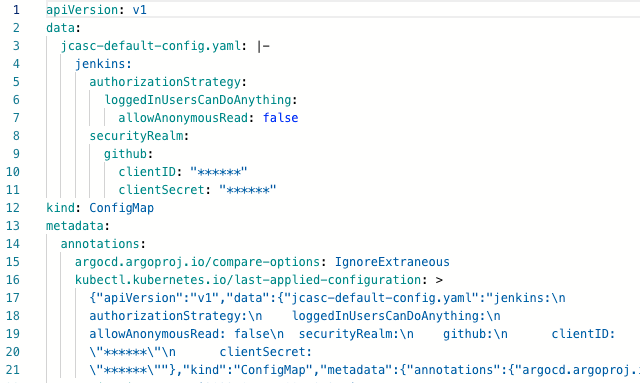 1 apiVersion: v1
2 data:
3   jcasc-default-config.yaml: |-
4     jenkins:
5       authorizationStrategy:
6         loggedInUsersCanDoAnything:
7           allowAnonymousRead: false
8       securityRealm:
9         github:
10           clientID: "******"
11           clientSecret: "******"
12 kind: ConfigMap
13 metadata:
14   annotations:
15     argocd.argoproj.io/compare-options: IgnoreExtraneous
16     kubectl.kubernetes.io/last-applied-configuration: >
17       {"apiVersion":"v1","data":{"jcasc-default-config.yaml":"jenkins:\n
18       authorizationStrategy:\n    loggedInUsersCanDoAnything:\n
19       allowAnonymousRead: false\n  securityRealm:\n    github:\n      clientID:
20       \"******\"\n      clientSecret:
21       \"******\""},"kind":"ConfigMap","metadata":{"annotations":{"argocd.argoproj.